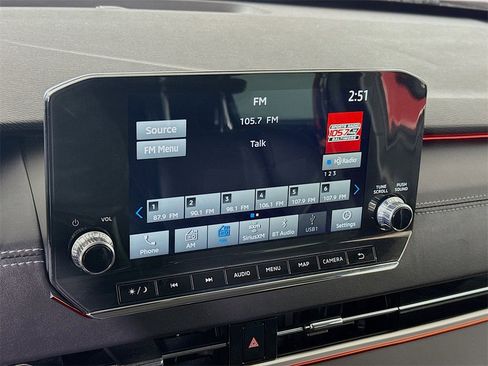 FM
2:51
105.7 FM
Source
FM Menu
Talk
105.7
HD Radio
1 2 3
1 2 3 4 5 6
87.9 FM 90.1 FM 98.1 FM 106.1 FM 107.9 FM 107.9 FM
TUNE SCROLL
PUSH SOUND
VOL
Phone
AM
FM
SiriusXM
BT Audio
USB1
Settings
AUDIO
MENU
MAP
CAMERA